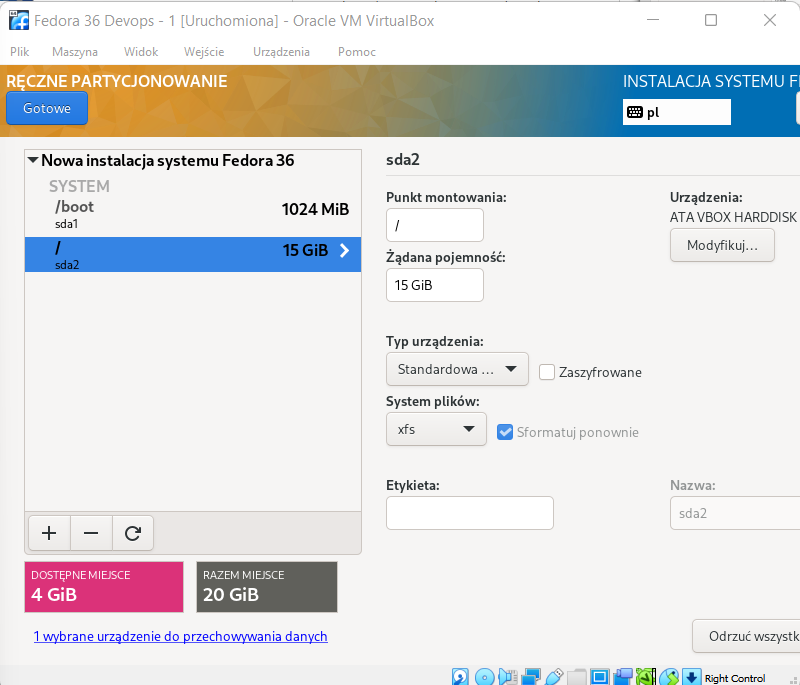 Fedora 36 Devops - 1 [Uruchomiona] - Oracle VM VirtualBox
Plik Maszyna Widok Wejście Urządzenia Pomoc
RĘCZNE PARTYCJONOWANIE
INSTALACJA SYSTEMU F
Gotowe
pl
Nowa instalacja systemu Fedora 36
SYSTEM
/boot
1024 MiB
sda1
/
15 GiB
sda2
sda2
Punkt montowania:
/
Żądana pojemność:
15 GiB
Urządzenia:
ATA VBOX HARDDISK
Modyfikuj...
Typ urządzenia:
Standardowa ...
Zaszyfrowane
System plików:
xfs
Sformatuj ponownie
Etykieta:
Nazwa:
sda2
DOSTĘPNE MIEJSCE
4 GiB
RAZEM MIEJSCE
20 GiB
1 wybrane urządzenie do przechowywania danych
Odrzuć wszystk
Right Control